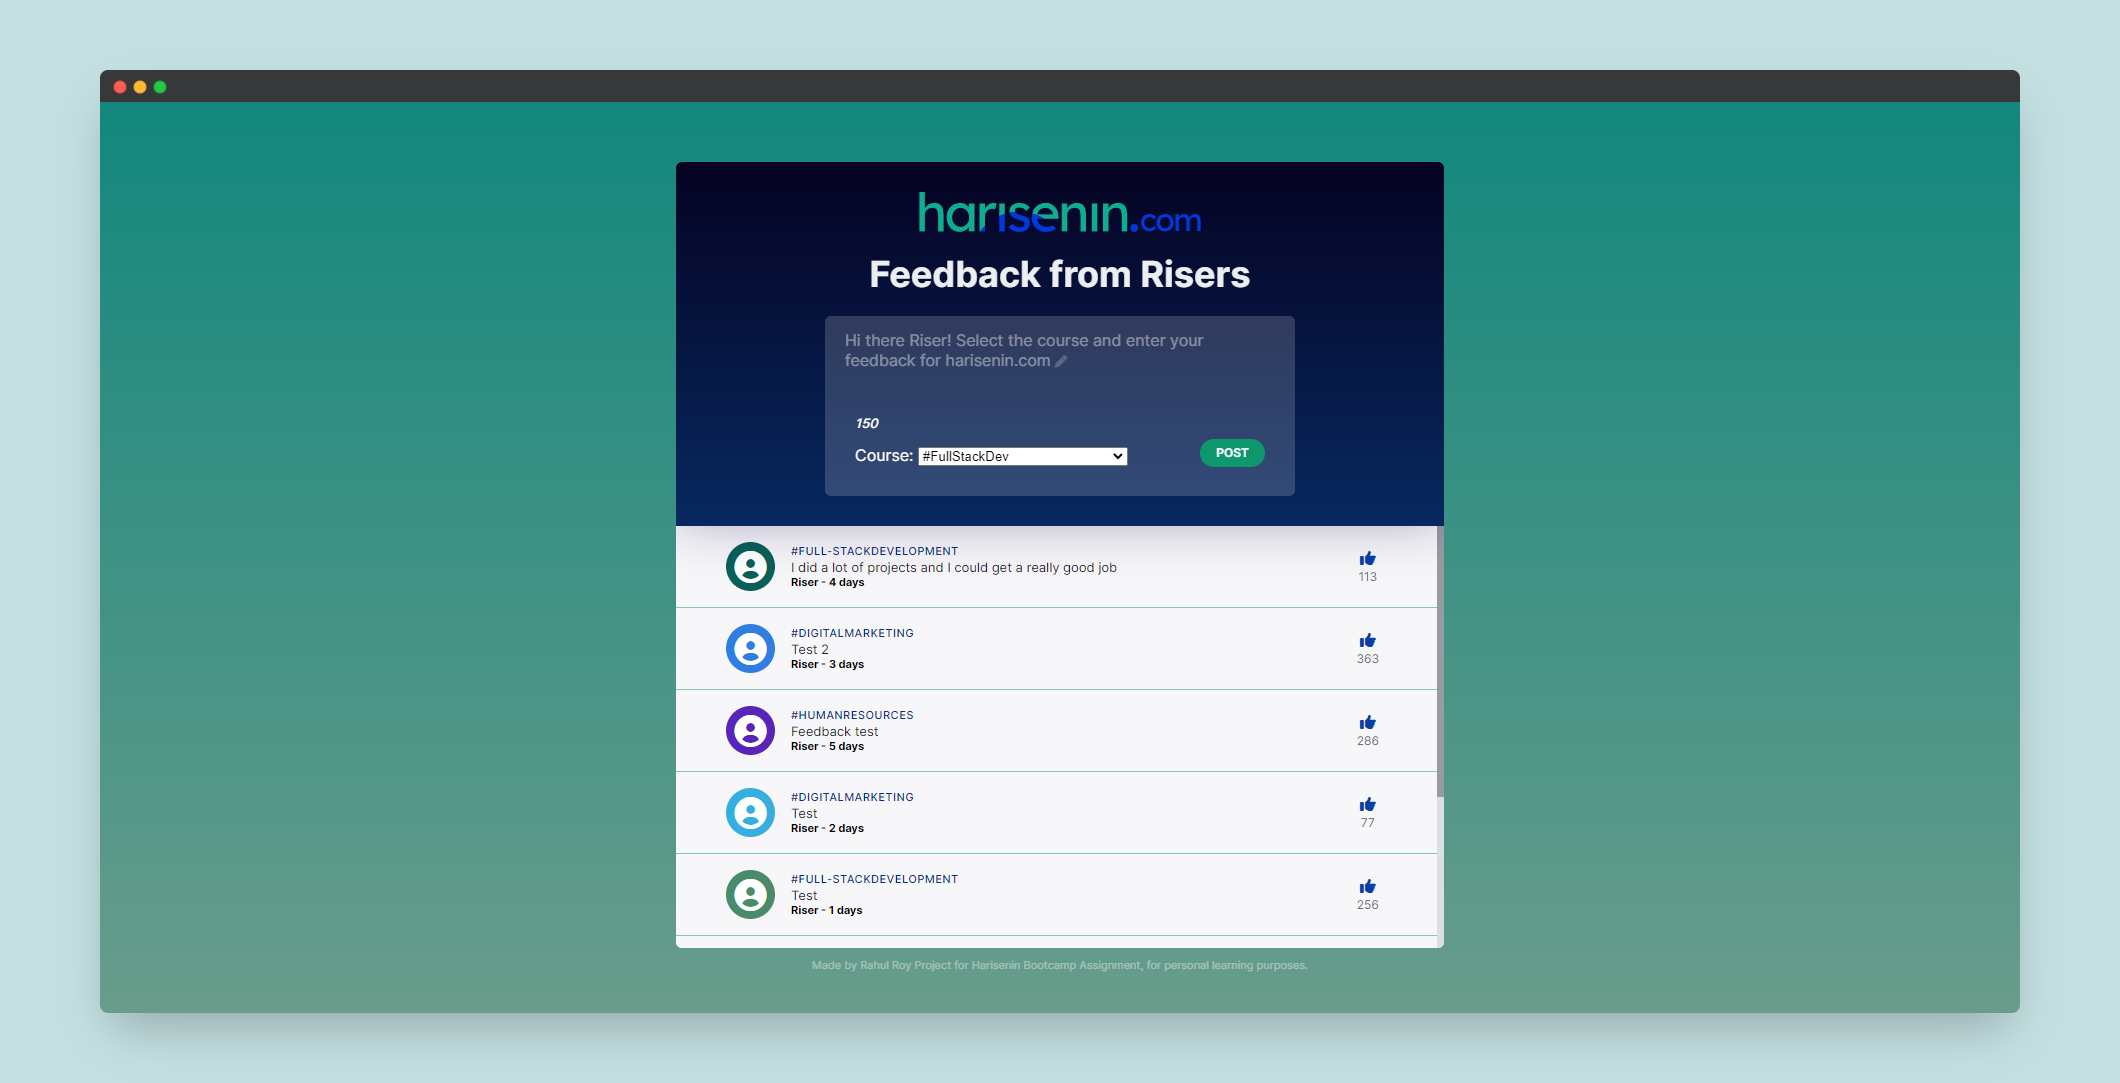 harisenin.com
Feedback from Risers
Hi there Riser! Select the course and enter your
feedback for harisenin.com
150
Course: #FullStackDev
POST
#FULL-STACKDEVELOPMENT
I did a lot of projects and I could get a really good job
Riser - 4 days
113
#DIGITALMARKETING
Test 2
Riser - 3 days
363
#HUMANRESOURCES
Feedback test
Riser - 5 days
286
#DIGITALMARKETING
Test
Riser - 2 days
77
#FULL-STACKDEVELOPMENT
Test
Riser - 1 days
256
Made by Rahul Roy Project for Harisenin Bootcamp Assignment, for personal learning purposes.